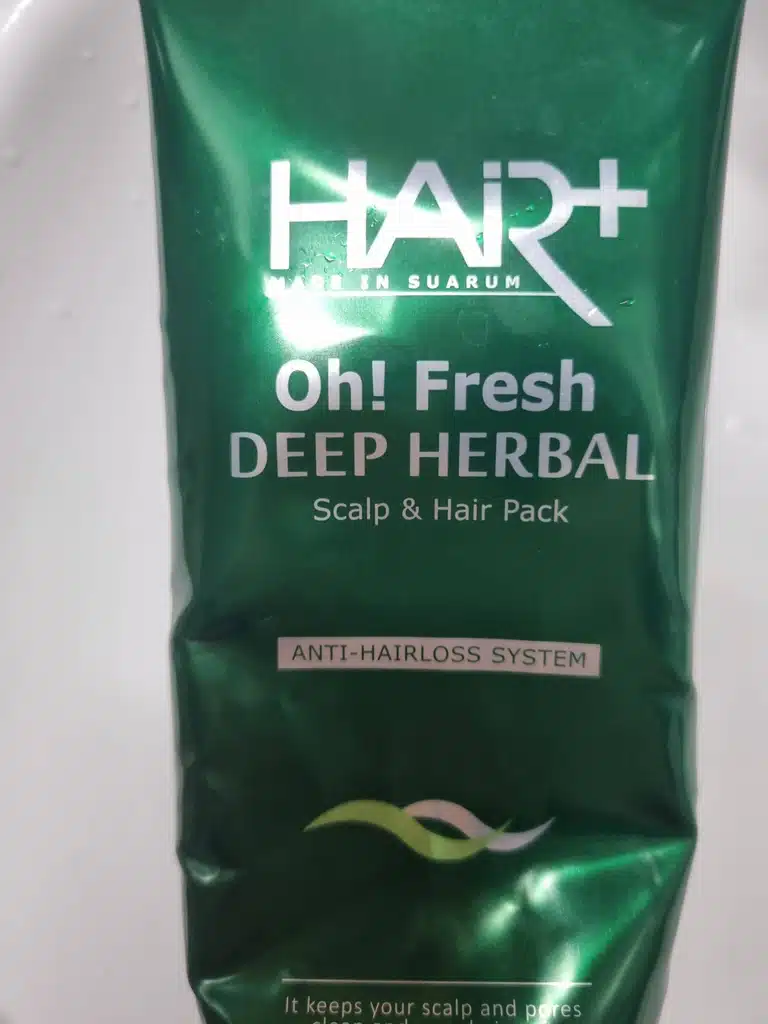 HAiR+
MADE IN SUARUM
Oh! Fresh
DEEP HERBAL
Scalp & Hair Pack
ANTI-HAIRLOSS SYSTEM
It keeps your scalp and pores